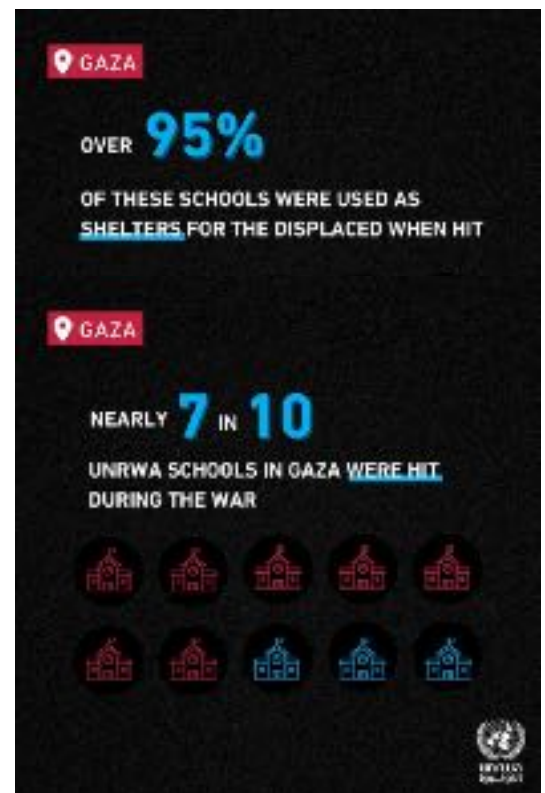 GAZA
OVER 95%
OF THESE SCHOOLS WERE USED AS
SHELTERS FOR THE DISPLACED WHEN HIT
GAZA
NEARLY 7 IN 10
UNRWA SCHOOLS IN GAZA WERE HIT
DURING THE WAR